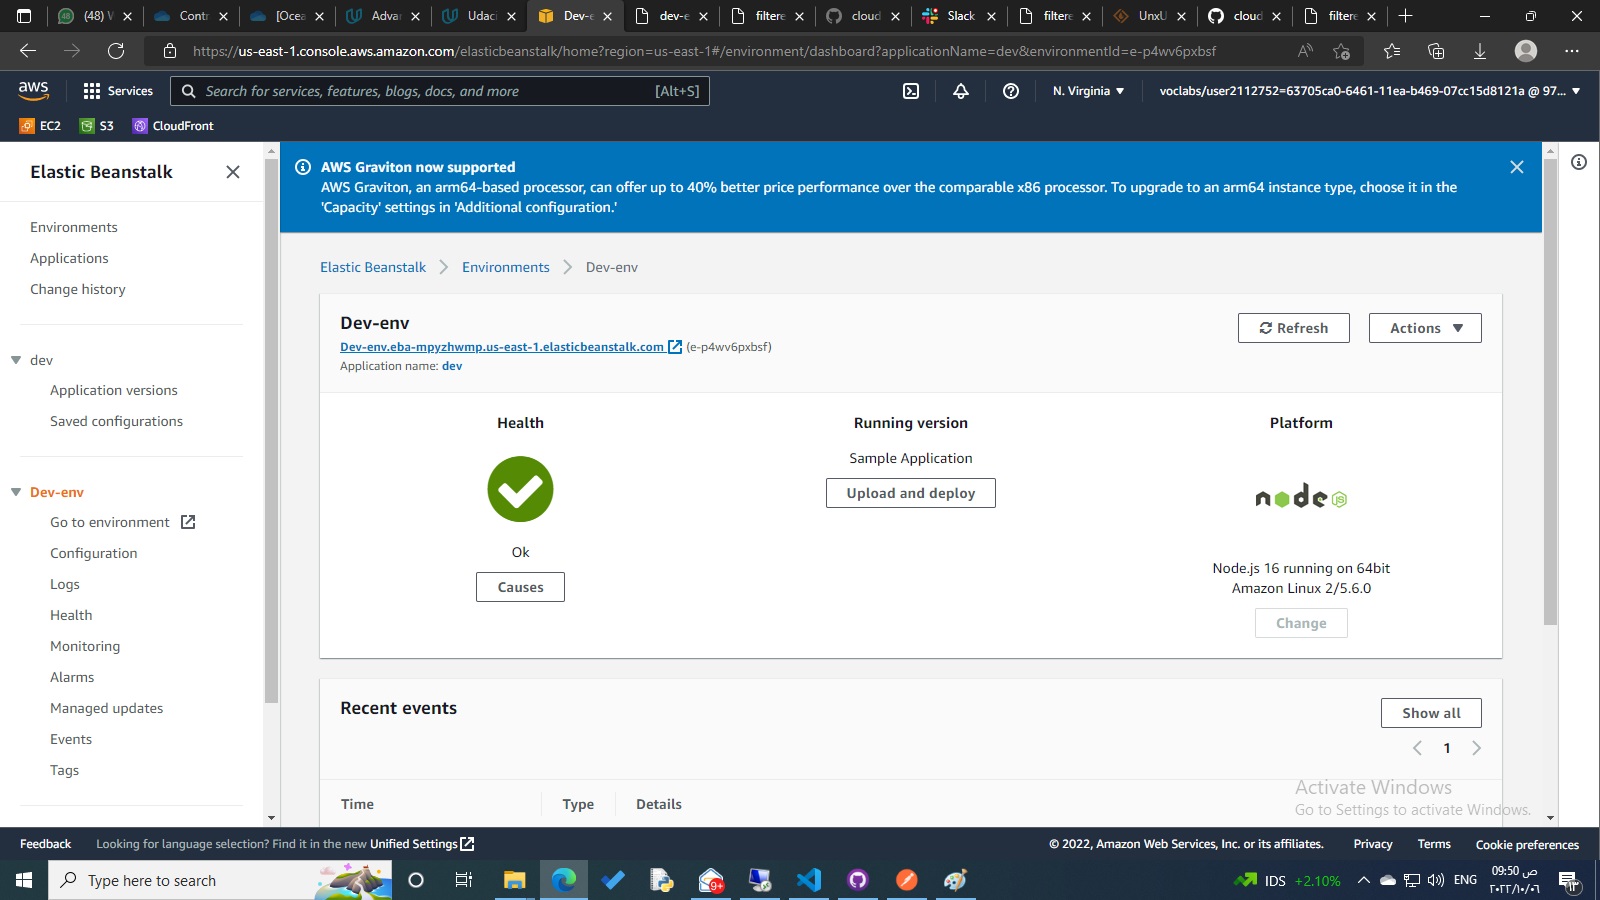 (48) W
Contr
[Ocea
Advar
Udaci
Dev-e
dev-e
filtere
cloud
Slack
filtere
UnxU
cloud
filtere
https://us-east-1.console.aws.amazon.com/elasticbeanstalk/home?region=us-east-1#/environment/dashboard?applicationName=dev&environmentId=e-p4wv6pxbsf
aws
Services
Search for services, features, blogs, docs, and more
[Alt+S]
N. Virginia
voclabs/user2112752=63705ca0-6461-11ea-b469-07cc15d8121a @ 97...
EC2
S3
CloudFront
Elastic Beanstalk
Environments
Applications
Change history
dev
Application versions
Saved configurations
Dev-env
Go to environment
Configuration
Logs
Health
Monitoring
Alarms
Managed updates
Events
Tags
AWS Graviton now supported
AWS Graviton, an arm64-based processor, can offer up to 40% better price performance over the comparable x86 processor. To upgrade to an arm64 instance type, choose it in the
'Capacity' settings in 'Additional configuration.'
Elastic Beanstalk
Environments
Dev-env
Dev-env
Dev-env.eba-mpyzhwmp.us-east-1.elasticbeanstalk.com (e-p4wv6pxbsf)
Application name: dev
Refresh
Actions
Health
Ok
Causes
Running version
Sample Application
Upload and deploy
Platform
node JS
Node.js 16 running on 64bit
Amazon Linux 2/5.6.0
Change
Recent events
Show all
1
Time
Type
Details
Activate Windows
Go to Settings to activate Windows.
Feedback
Looking for language selection? Find it in the new Unified Settings
© 2022, Amazon Web Services, Inc. or its affiliates.
Privacy
Terms
Cookie preferences
Type here to search
9+
IDS +2.10%
ENG
09:50 ص
٢٠٢٢/١٠/٠٦
١٣